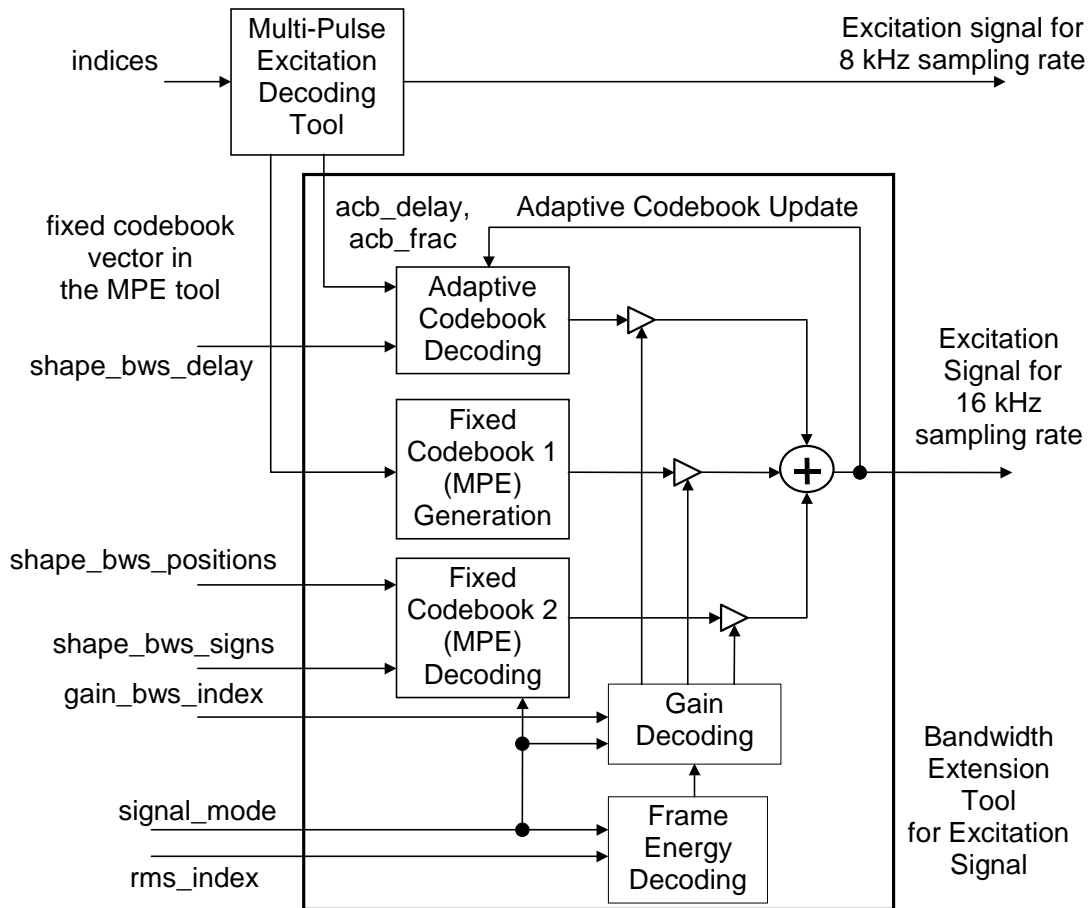 Multi-Pulse
Excitation
Decoding
Tool
indices
Excitation signal for
8 kHz sampling rate
fixed codebook
vector in
the MPE tool
acb_delay,
acb_frac
Adaptive Codebook Update
Adaptive
Codebook
Decoding
shape_bws_delay
Excitation
Signal for
16 kHz
sampling rate
Fixed
Codebook 1
(MPE)
Generation
+
shape_bws_positions
Fixed
Codebook 2
(MPE)
Decoding
shape_bws_signs
gain_bws_index
Gain
Decoding
Bandwidth
Extension
Tool
for Excitation
Signal
signal_mode
Frame
Energy
Decoding
rms_index